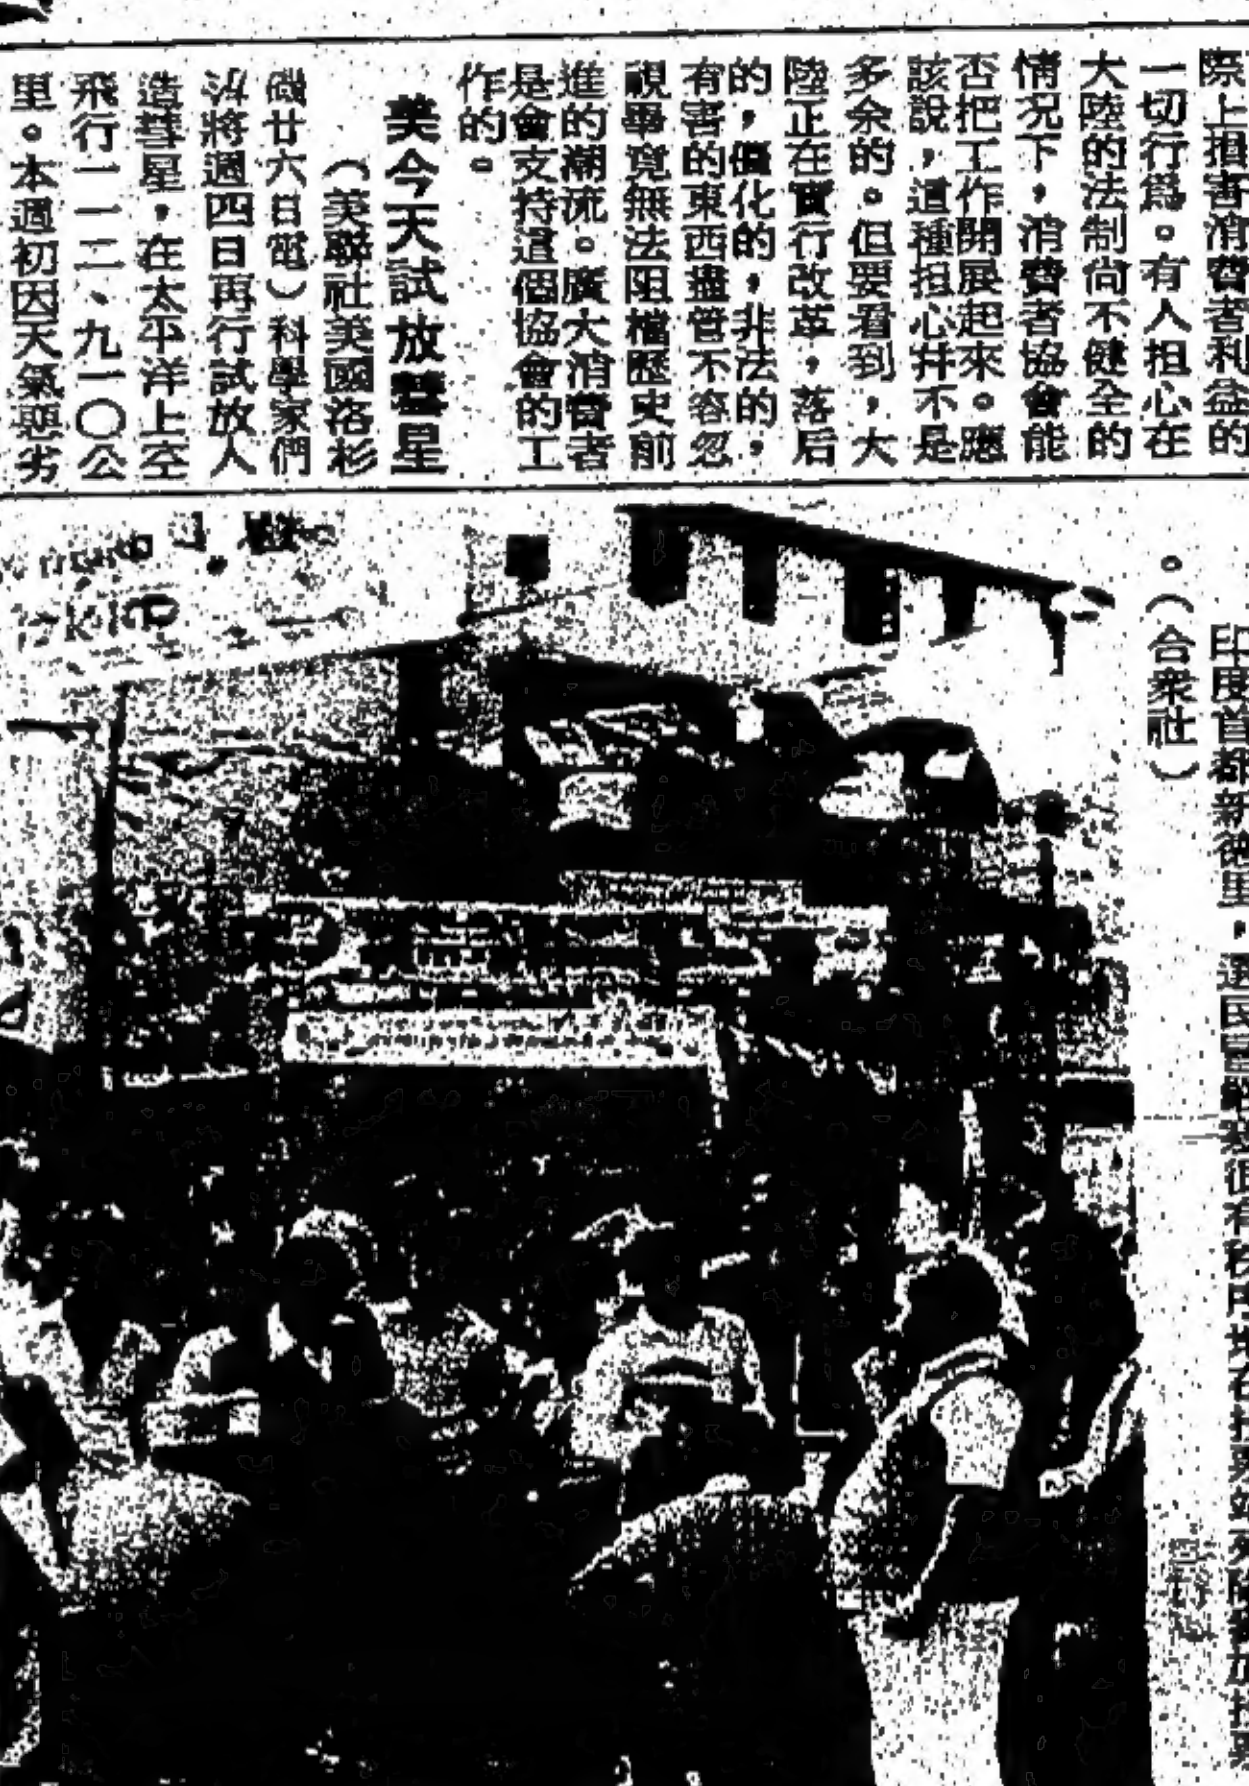 際上損害消費者利益的
一切行爲。有人担心在
大陸的法制尚不健全的
情况下，消費者協會能
否把工作開展起來。應
該說，這種担心幷不是
多余的。但要看到，大
陸正在實行改革，落后
的，僵化的，非法的，
有害的東西儘管不容忽
視畢竟無法阻檔歷史前
進的潮流。廣大消費者
是會支持這個協會的工
作的。
美今天試放彗星
（美聯社美國洛杉
磯廿六日電）科學家們
將週四日再行試放人
造彗星，在太平洋上空
飛行一一二、九一〇公
里。本週初因天氣惡劣
印度首都新德里，選民
。（合衆社）